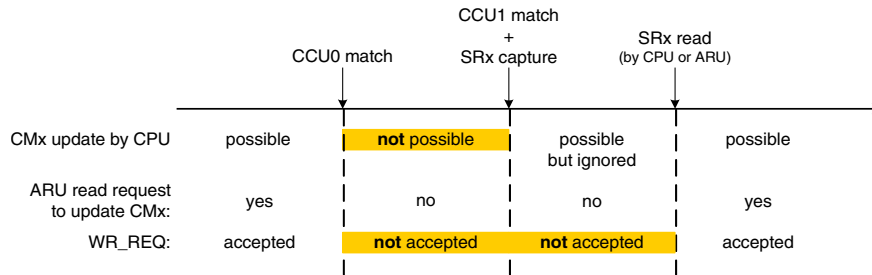 CCU1 match
+
SRx capture
SRx read
(by CPU or ARU)
CCU0 match
CMx update by CPU
possible
not possible
possible
but ignored
possible
ARU read request
to update CMx:
yes
no
no
yes
WR_REQ:
accepted
not accepted
not accepted
accepted